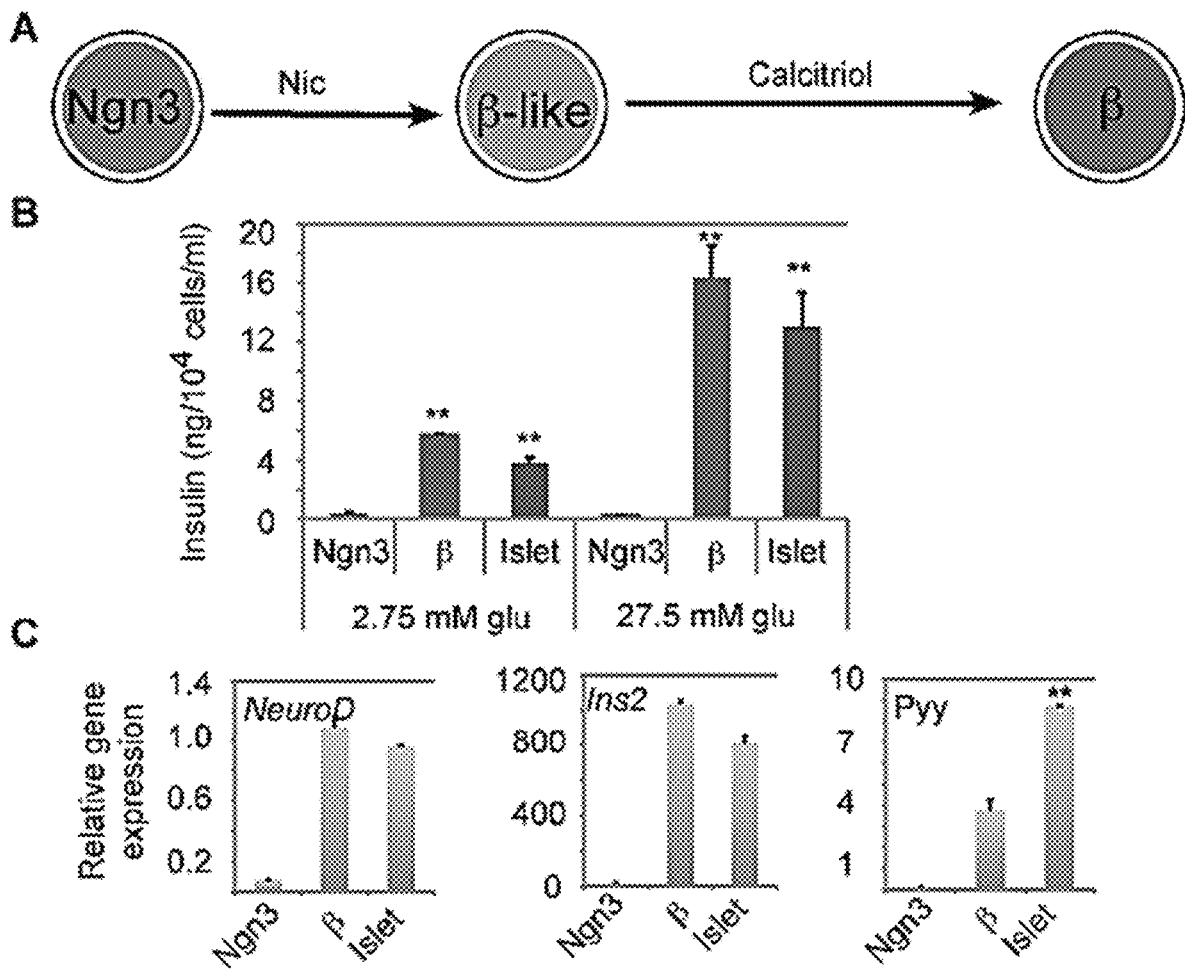 A
Ngn3
Nic
β-like
Calcitriol
β
B
Insulin (ng/10⁴ cells/ml)
20
16
12
8
4
0
**
**
**
**
Ngn3
β
Islet
Ngn3
β
Islet
2.75 mM glu
27.5 mM glu
C
Relative gene
expression
1.4
1.0
0.6
0.2
NeuroD
Ngn3
β
Islet
1200
800
400
0
Ins2
Ngn3
β
Islet
10
7
4
1
Pyy
**
Ngn3
β
Islet